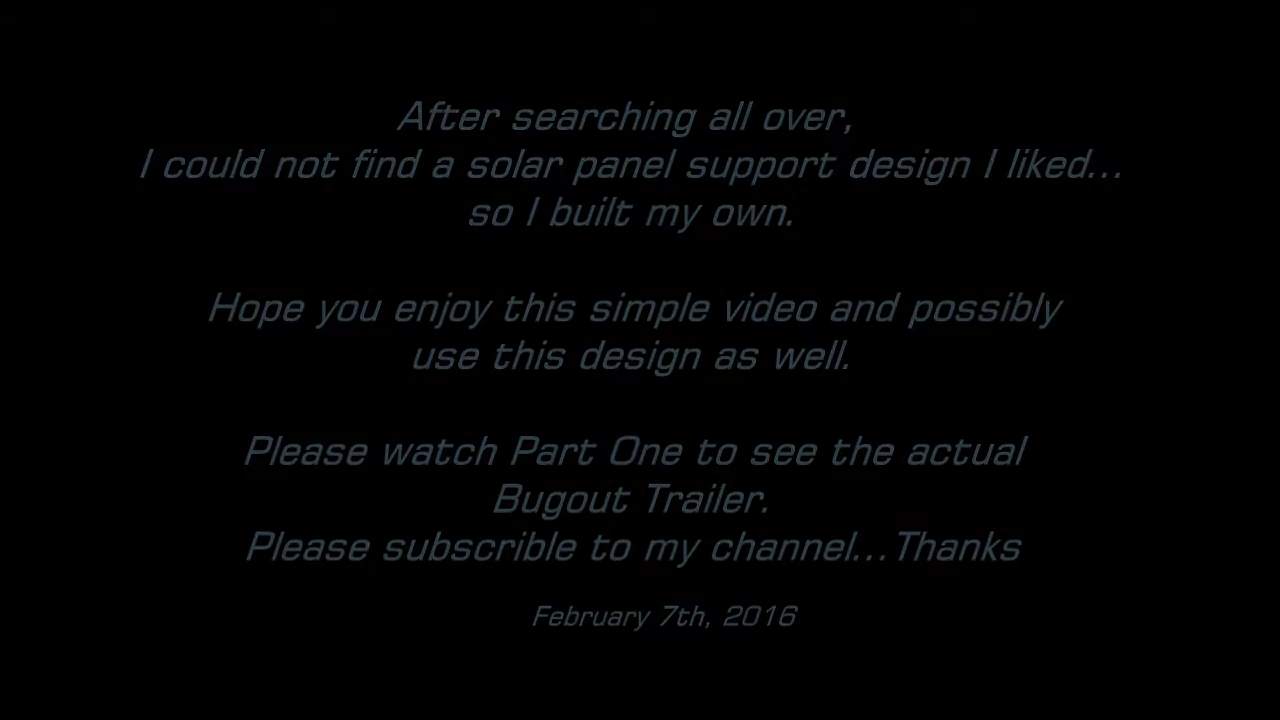 After searching all over,
I could not find a solar panel support design I liked...
so I built my own.
Hope you enjoy this simple video and possibly
use this design as well.
Please watch Part One to see the actual
Bugout Trailer.
Please subscrible to my channel...Thanks
February 7th, 2016